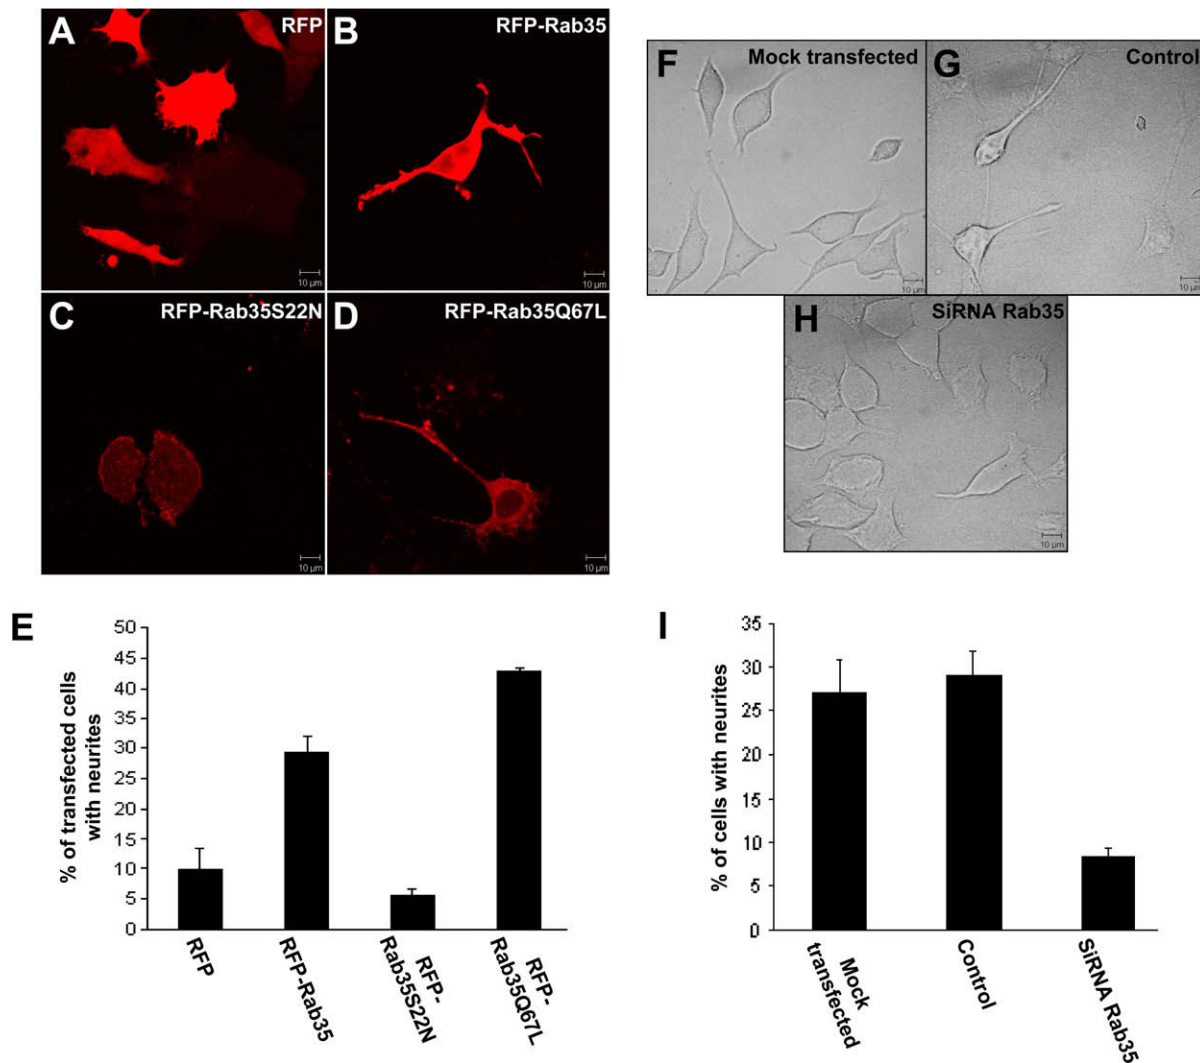 A
RFP
B
RFP-Rab35
C
RFP-Rab35S22N
D
RFP-Rab35Q67L
10 µm
10 µm
10 µm
10 µm
F
Mock transfected
G
Control
H
SiRNA Rab35
10 µm
10 µm
10 µm
E
% of transfected cells
with neurites
50
45
40
35
30
25
20
15
10
5
0
RFP
RFP-Rab35
RFP-
Rab35S22N
RFP-
Rab35Q67L
I
% of cells with neurites
35
30
25
20
15
10
5
0
Mock
transfected
Control
SiRNA Rab35